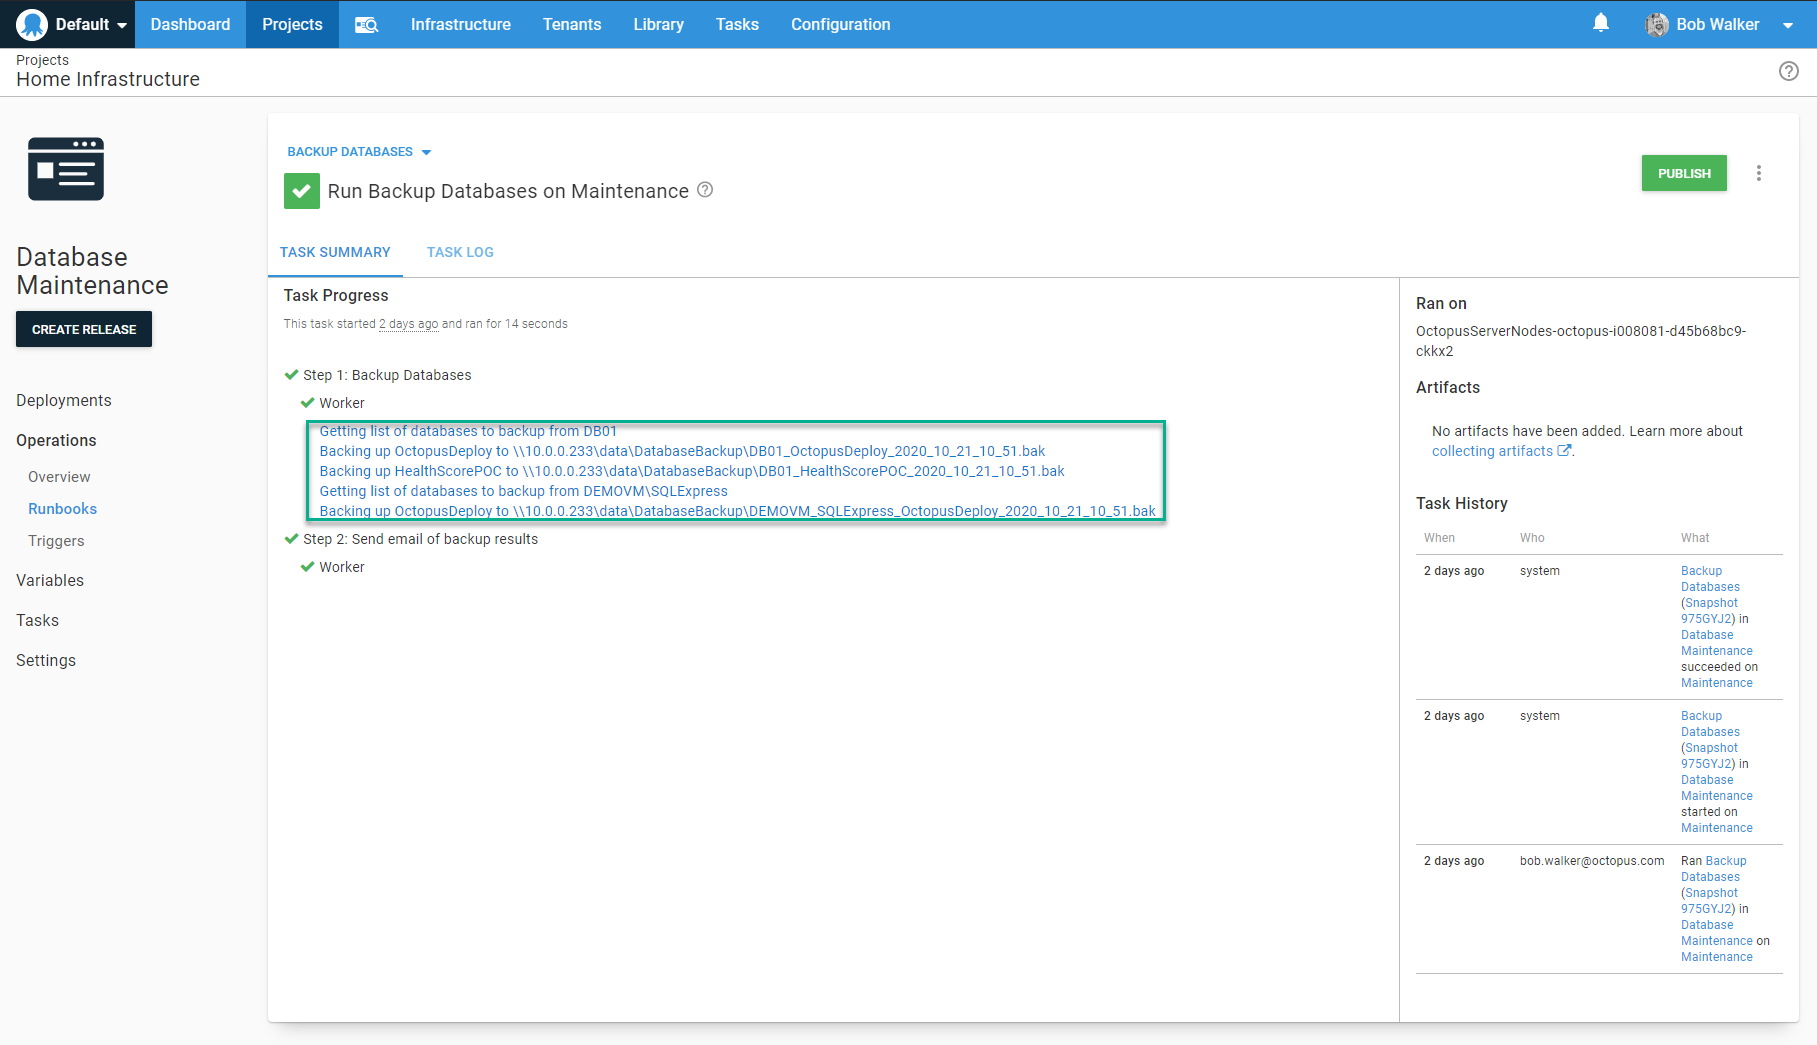 Default Dashboard Projects Infrastructure Tenants Library Tasks Configuration Bob Walker
Projects
Home Infrastructure
Database
Maintenance
CREATE RELEASE
Deployments
Operations
Overview
Runbooks
Triggers
Variables
Tasks
Settings
BACKUP DATABASES
Run Backup Databases on Maintenance
PUBLISH
TASK SUMMARY TASK LOG
Task Progress
This task started 2 days ago and ran for 14 seconds
Step 1: Backup Databases
Worker
Getting list of databases to backup from DB01
Backing up OctopusDeploy to \\10.0.0.233\data\DatabaseBackup\DB01_OctopusDeploy_2020_10_21_10_51.bak
Backing up HealthScorePOC to \\10.0.0.233\data\DatabaseBackup\DB01_HealthScorePOC_2020_10_21_10_51.bak
Getting list of databases to backup from DEMOVM\SQLExpress
Backing up OctopusDeploy to \\10.0.0.233\data\DatabaseBackup\DEMOVM_SQLExpress_OctopusDeploy_2020_10_21_10_51.bak
Step 2: Send email of backup results
Worker
Ran on
OctopusServerNodes-octopus-i008081-d45b68bc9-
ckkx2
Artifacts
No artifacts have been added. Learn more about
collecting artifacts.
Task History
When Who What
2 days ago system Backup
Databases
(Snapshot
975GYJ2) in
Database
Maintenance
succeeded on
Maintenance
2 days ago system Backup
Databases
(Snapshot
975GYJ2) in
Database
Maintenance
started on
Maintenance
2 days ago bob.walker@octopus.com Ran Backup
Databases
(Snapshot
975GYJ2) in
Database
Maintenance on
Maintenance